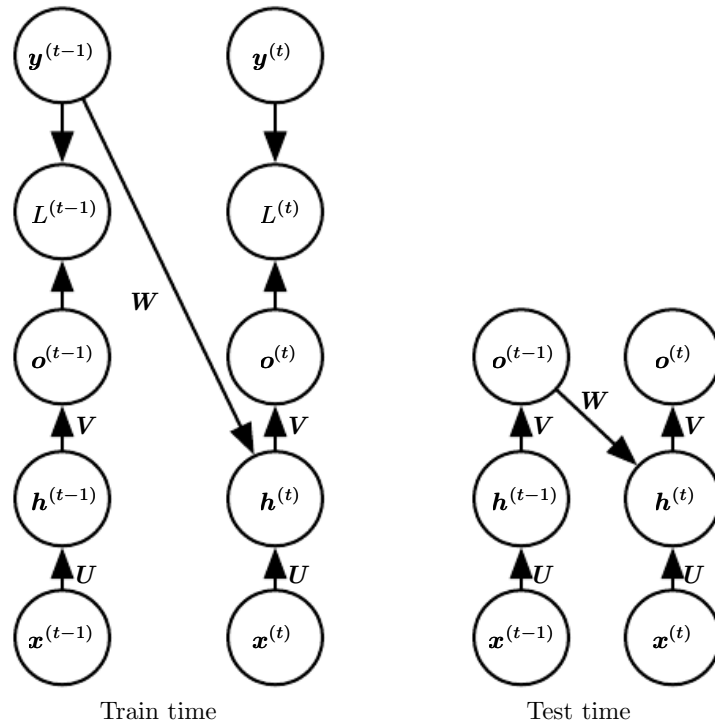 y^(t−1) y^(t)
L^(t−1) L^(t)
W
o^(t−1) o^(t) o^(t−1) o^(t)
W
V V V V
h^(t−1) h^(t) h^(t−1) h^(t)
U U U U
x^(t−1) x^(t) x^(t−1) x^(t)
Train time Test time